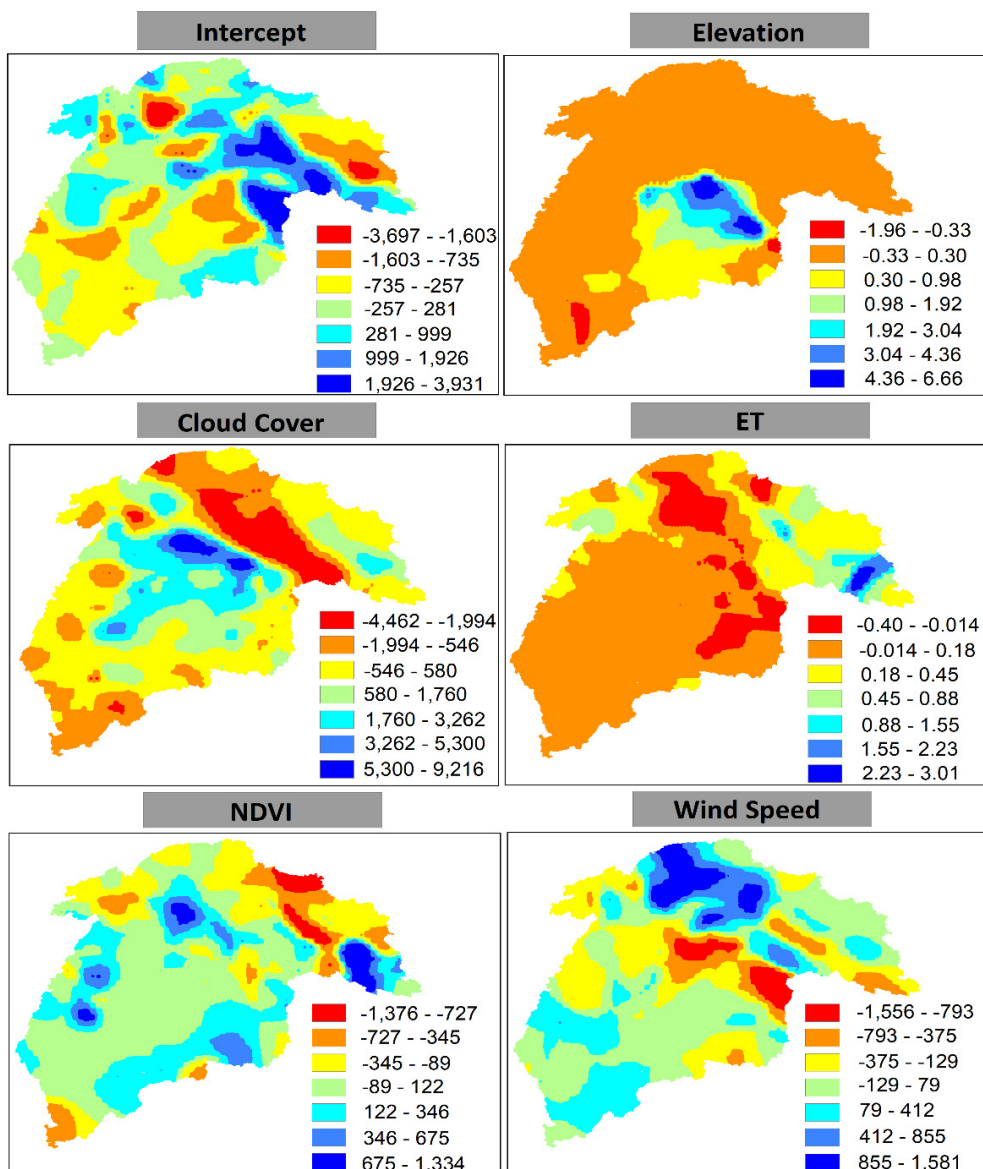 Intercept
-3,697 - -1,603
-1,603 - -735
-735 - -257
-257 - 281
281 - 999
999 - 1,926
1,926 - 3,931
Elevation
-1.96 - -0.33
-0.33 - 0.30
0.30 - 0.98
0.98 - 1.92
1.92 - 3.04
3.04 - 4.36
4.36 - 6.66
Cloud Cover
-4,462 - -1,994
-1,994 - -546
-546 - 580
580 - 1,760
1,760 - 3,262
3,262 - 5,300
5,300 - 9,216
ET
-0.40 - -0.014
-0.014 - 0.18
0.18 - 0.45
0.45 - 0.88
0.88 - 1.55
1.55 - 2.23
2.23 - 3.01
NDVI
-1,376 - -727
-727 - -345
-345 - -89
-89 - 122
122 - 346
346 - 675
675 - 1,334
Wind Speed
-1,556 - -793
-793 - -375
-375 - -129
-129 - 79
79 - 412
412 - 855
855 - 1,581